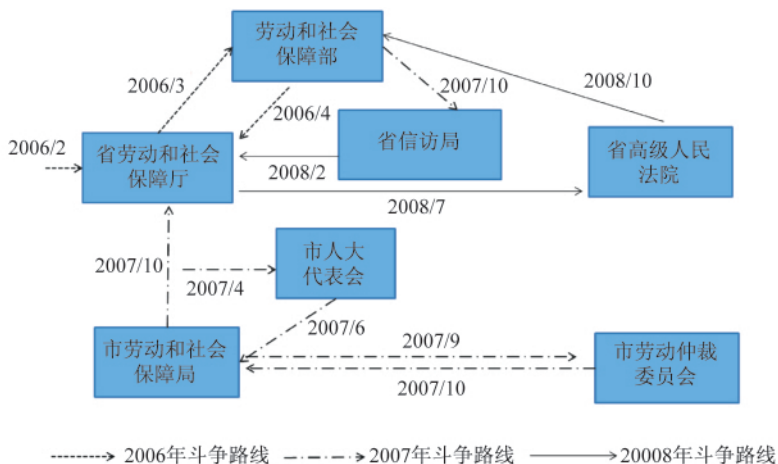 劳动和社会
保障部
2006/3
2007/10
2008/10
2006/4
2006/2
省劳动和社会
保障厅
省信访局
省高级人民
法院
2008/2
2008/7
市人大
代表会
2007/10
2007/4
2007/6
市劳动和社会
保障局
2007/9
2007/10
市劳动仲裁
委员会
2006年斗争路线
2007年斗争路线
20008年斗争路线